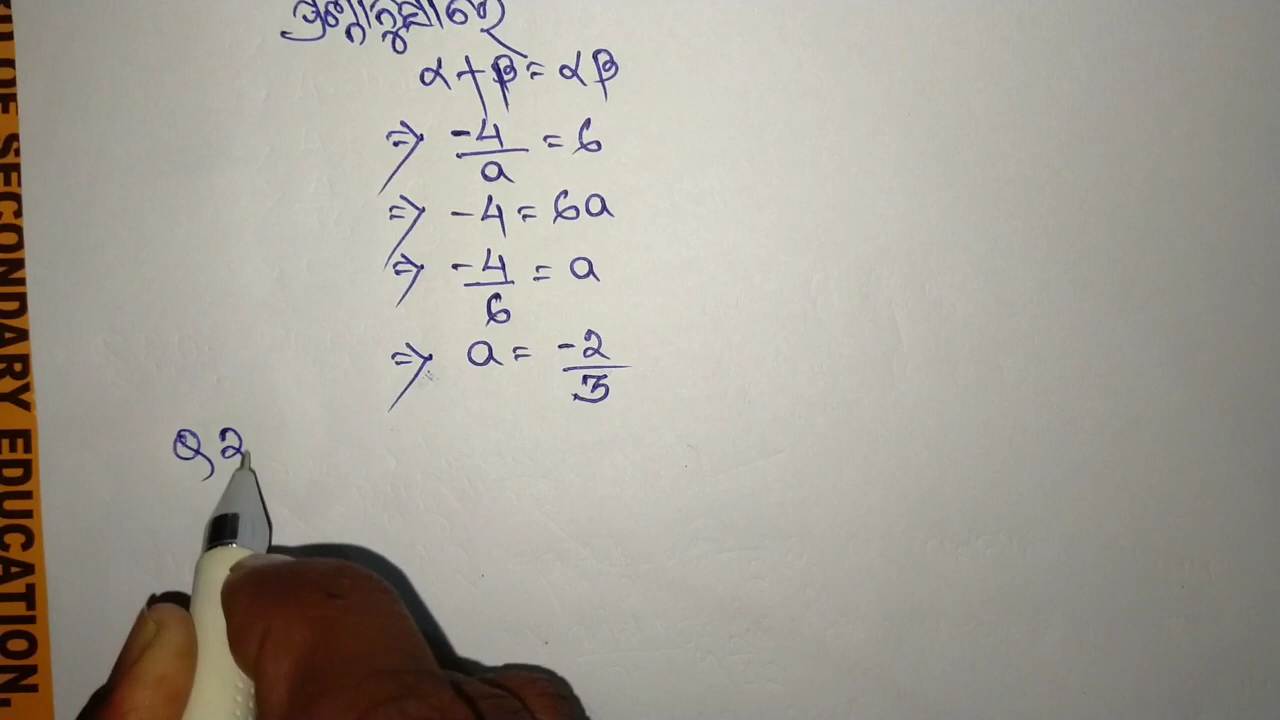 ପ୍ରଶ୍ନାନୁସାରେ
α+β = αβ
⇒ -4/a = 6
⇒ -4 = 6a
⇒ -4/6 = a
⇒ a = -2/3
Q2
OF SECONDARY EDUCATION.